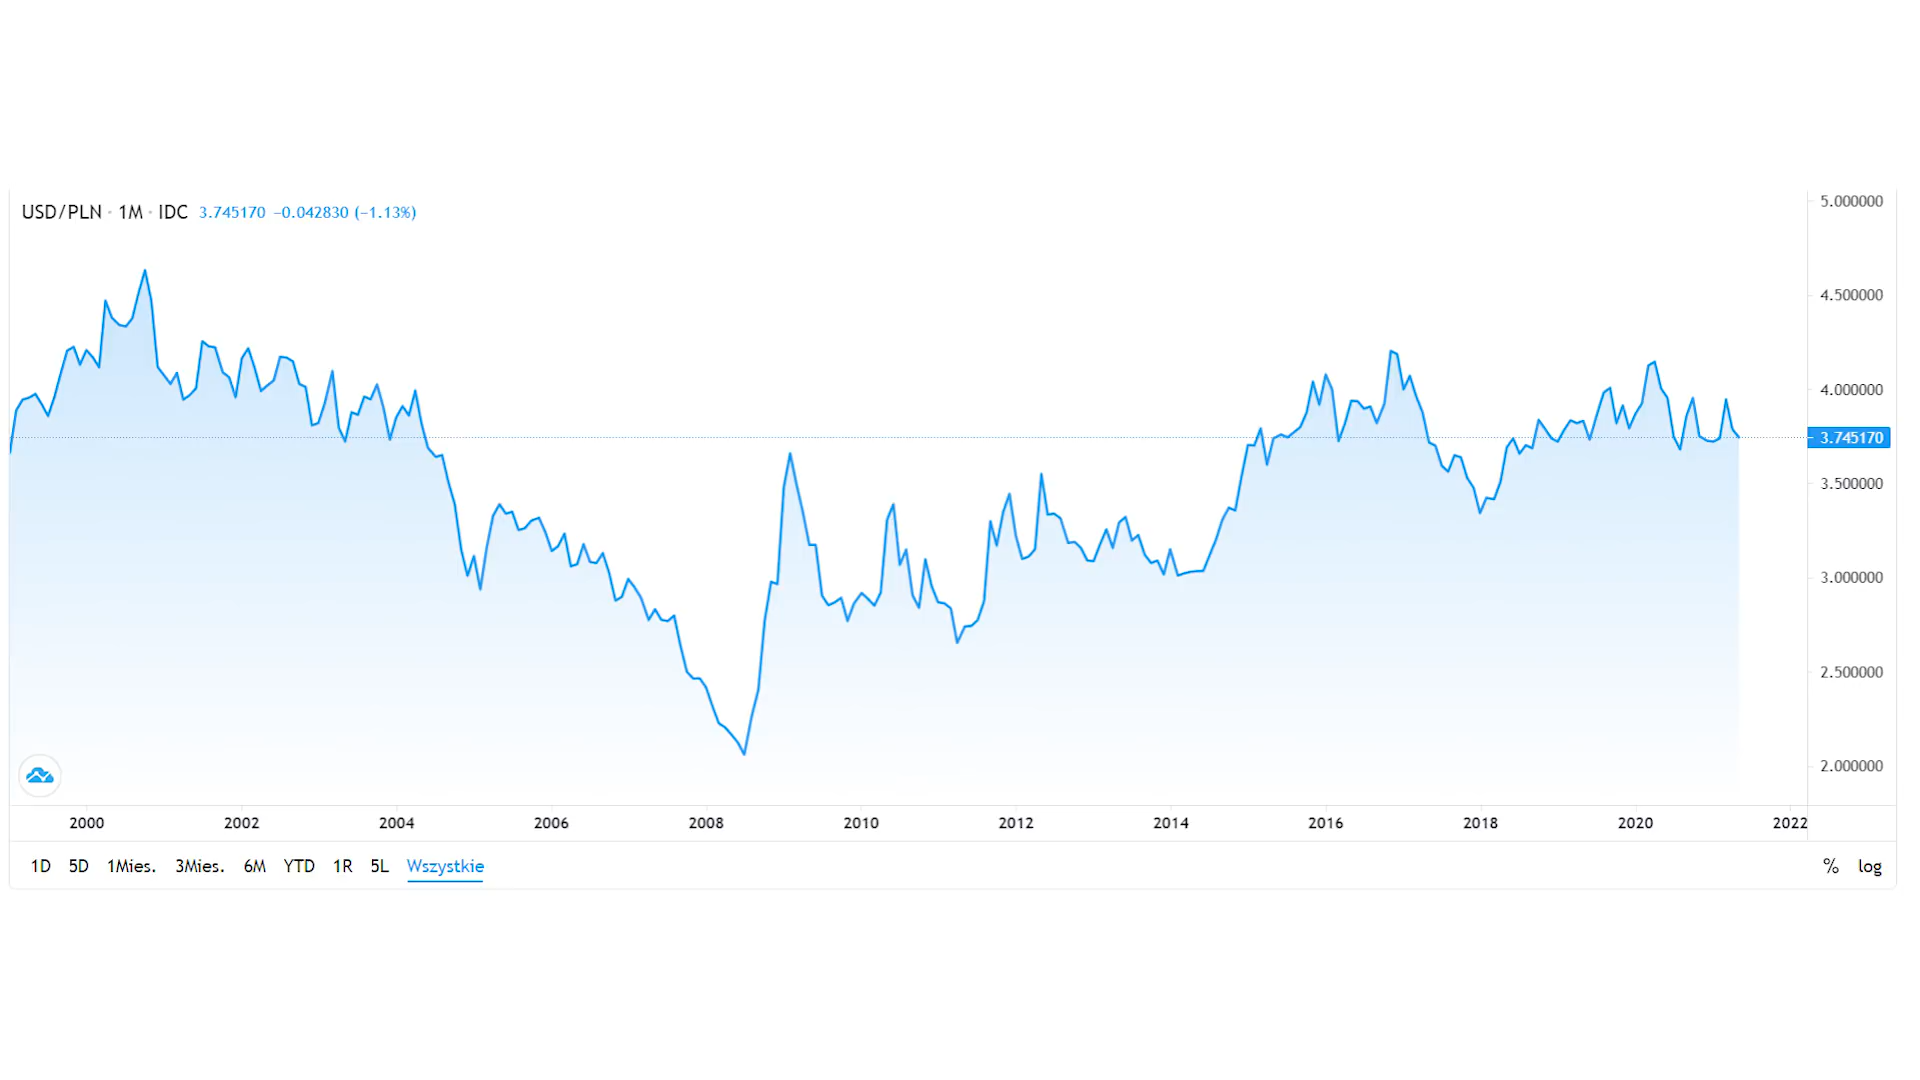 USD/PLN · 1M · IDC 3.745170 −0.042830 (−1.13%)
5.000000
4.500000
4.000000
3.745170
3.500000
3.000000
2.500000
2.000000
2000 2002 2004 2006 2008 2010 2012 2014 2016 2018 2020 2022
1D 5D 1Mies. 3Mies. 6M YTD 1R 5L Wszystkie % log